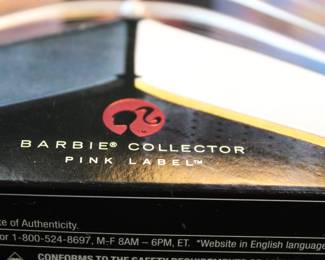 BARBIE® COLLECTOR
PINK LABEL™
te of Authenticity.
or 1-800-524-8697, M-F 8AM – 6PM, ET. *Website in English language
CONFORMS TO THE SAFETY REQUIREMENTS OF